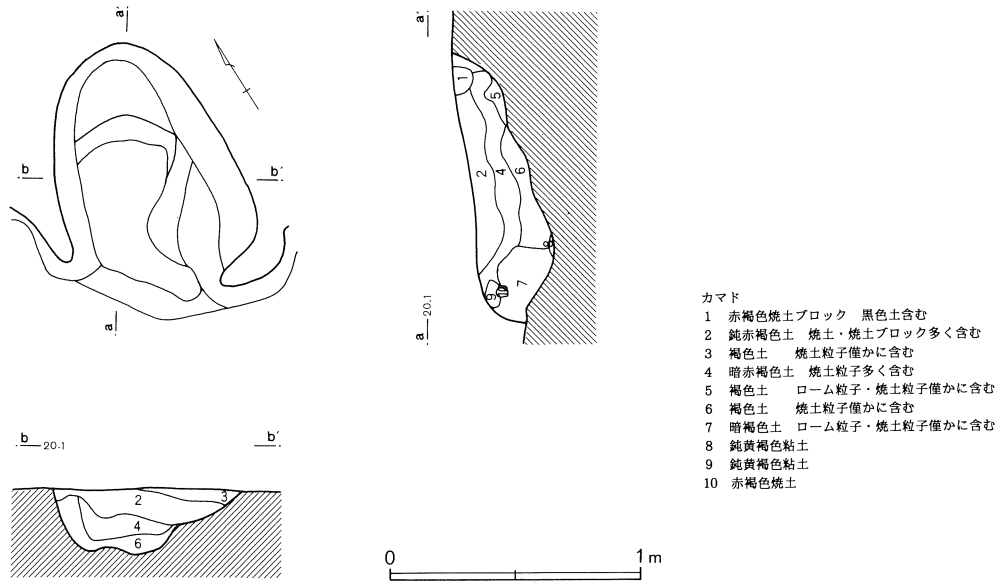 a′
b
b′
a
a′
1
5
2
4
6
8
7
9
10
a
20.1
カマド
1 赤褐色焼土ブロック 黒色土含む
2 鈍赤褐色土 焼土・焼土ブロック多く含む
3 褐色土 焼土粒子僅かに含む
4 暗赤褐色土 焼土粒子多く含む
5 褐色土 ローム粒子・焼土粒子僅かに含む
6 褐色土 焼土粒子僅かに含む
7 暗褐色土 ローム粒子・焼土粒子僅かに含む
8 鈍黄褐色粘土
9 鈍黄褐色粘土
10 赤褐色焼土
b 20.1 b′
2 3
4
6
0 1m